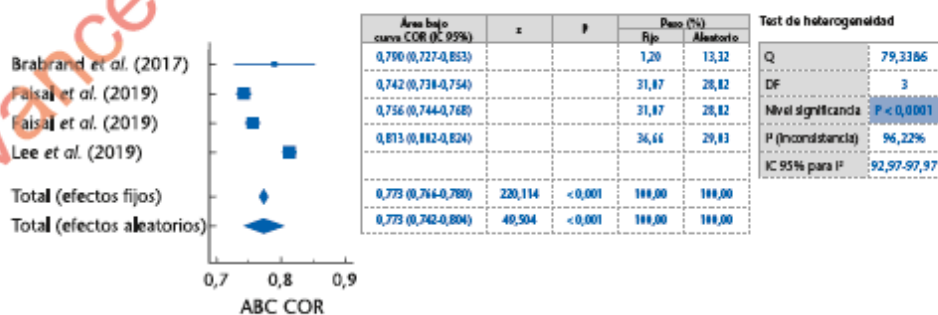 Área bajo
curva COR (IC 95%) z P Peso (%)
Fijo Aleatorio
Test de heterogeneidad
Brabrand et al. (2017) 0,790 (0,727-0,853) 1,20 13,32
Faisal et al. (2019) 0,742 (0,730-0,754) 31,07 28,82
Faisal et al. (2019) 0,756 (0,744-0,768) 31,07 28,82
Lee et al. (2019) 0,813 (0,802-0,824) 36,66 29,03
Total (efectos fijos) 0,773 (0,766-0,780) 220,114 < 0,001 100,00 100,00
Total (efectos aleatorios) 0,773 (0,742-0,804) 49,504 < 0,001 100,00 100,00
Q 79,3386
DF 3
Nivel significancia P < 0,0001
I² (inconsistencia) 96,22%
IC 95% para I² 92,97-97,97
0,7 0,8 0,9
ABC COR